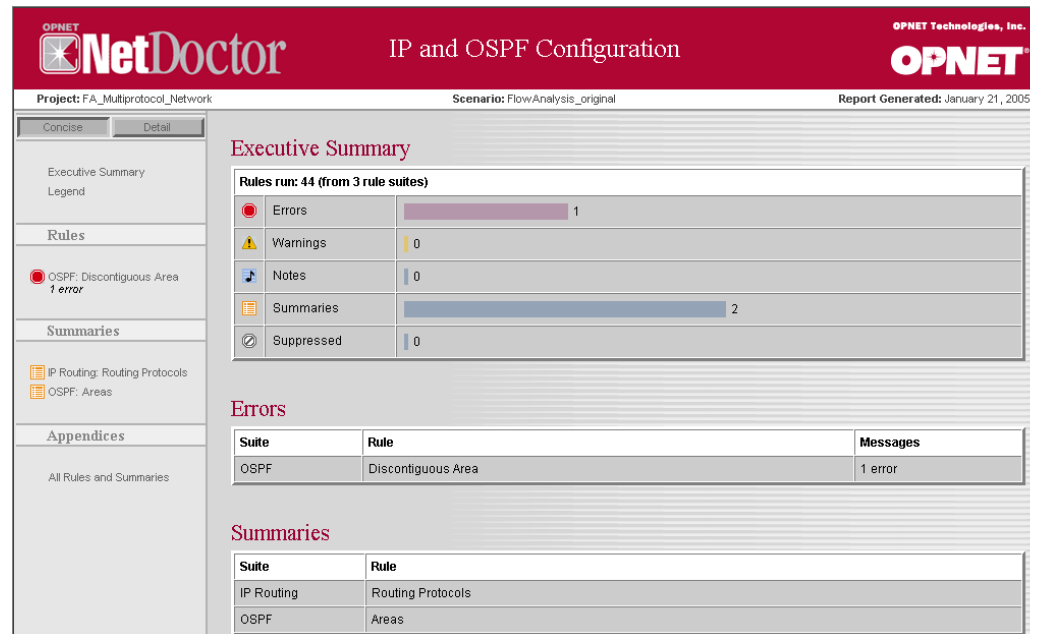 OPNET
NetDoctor
IP and OSPF Configuration
OPNET Technologies, Inc.
OPNET
Project: FA_Multiprotocol_Network
Scenario: FlowAnalysis_original
Report Generated: January 21, 2005
Concise Detail
Executive Summary
Legend
Rules
OSPF: Discontiguous Area
1 error
Summaries
IP Routing: Routing Protocols
OSPF: Areas
Appendices
All Rules and Summaries
Executive Summary
Rules run: 44 (from 3 rule suites)
Errors 1
Warnings 0
Notes 0
Summaries 2
Suppressed 0
Errors
Suite Rule Messages
OSPF Discontiguous Area 1 error
Summaries
Suite Rule
IP Routing Routing Protocols
OSPF Areas